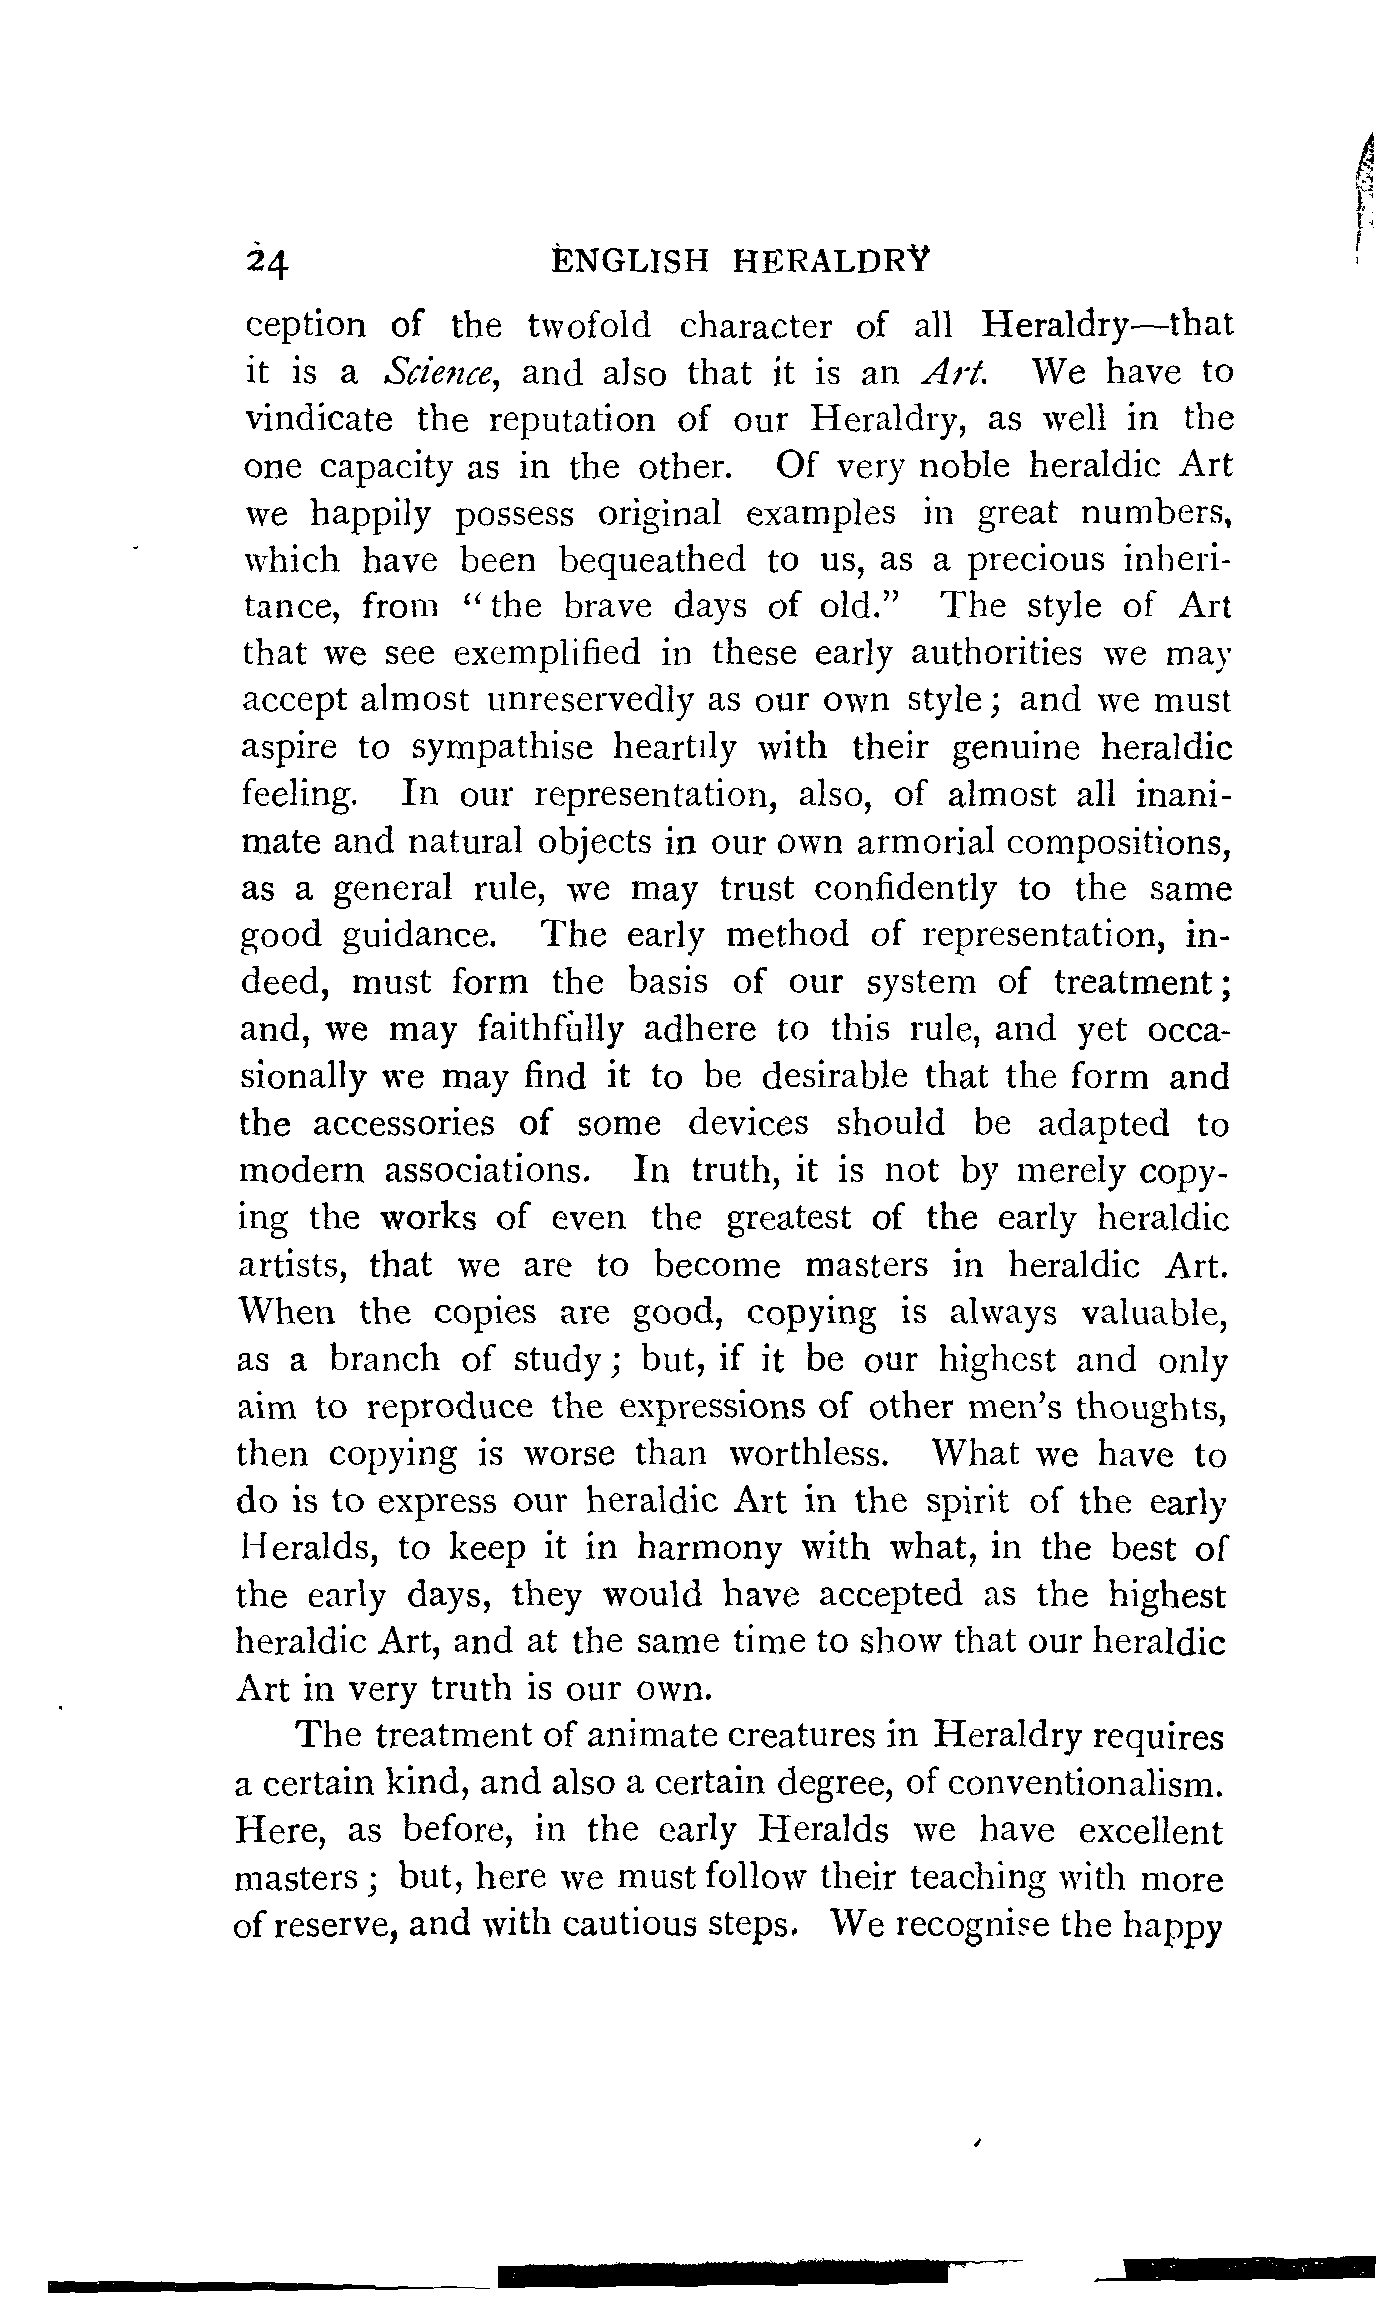 24 ENGLISH HERALDRY
ception of the twofold character of all Heraldry—that
it is a Science, and also that it is an Art. We have to
vindicate the reputation of our Heraldry, as well in the
one capacity as in the other. Of very noble heraldic Art
we happily possess original examples in great numbers,
which have been bequeathed to us, as a precious inheri-
tance, from “the brave days of old.” The style of Art
that we see exemplified in these early authorities we may
accept almost unreservedly as our own style; and we must
aspire to sympathise heartily with their genuine heraldic
feeling. In our representation, also, of almost all inani-
mate and natural objects in our own armorial compositions,
as a general rule, we may trust confidently to the same
good guidance. The early method of representation, in-
deed, must form the basis of our system of treatment;
and, we may faithfully adhere to this rule, and yet occa-
sionally we may find it to be desirable that the form and
the accessories of some devices should be adapted to
modern associations. In truth, it is not by merely copy-
ing the works of even the greatest of the early heraldic
artists, that we are to become masters in heraldic Art.
When the copies are good, copying is always valuable,
as a branch of study; but, if it be our highest and only
aim to reproduce the expressions of other men's thoughts,
then copying is worse than worthless. What we have to
do is to express our heraldic Art in the spirit of the early
Heralds, to keep it in harmony with what, in the best of
the early days, they would have accepted as the highest
heraldic Art, and at the same time to show that our heraldic
Art in very truth is our own.
The treatment of animate creatures in Heraldry requires
a certain kind, and also a certain degree, of conventionalism.
Here, as before, in the early Heralds we have excellent
masters; but, here we must follow their teaching with more
of reserve, and with cautious steps. We recognise the happy